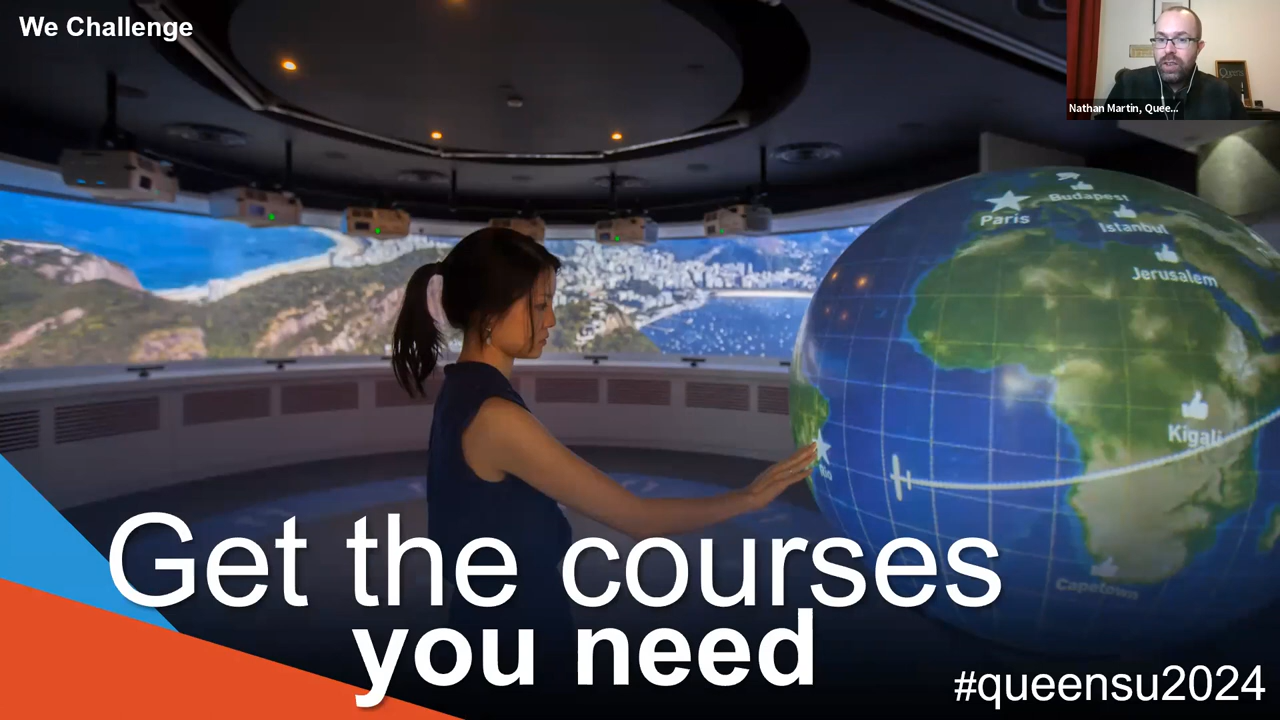 We Challenge
Nathan Martin, Quee...
Budapest
Paris
Istanbul
Jerusalem
Kigali
Capetown
Get the courses
you need
#queensu2024